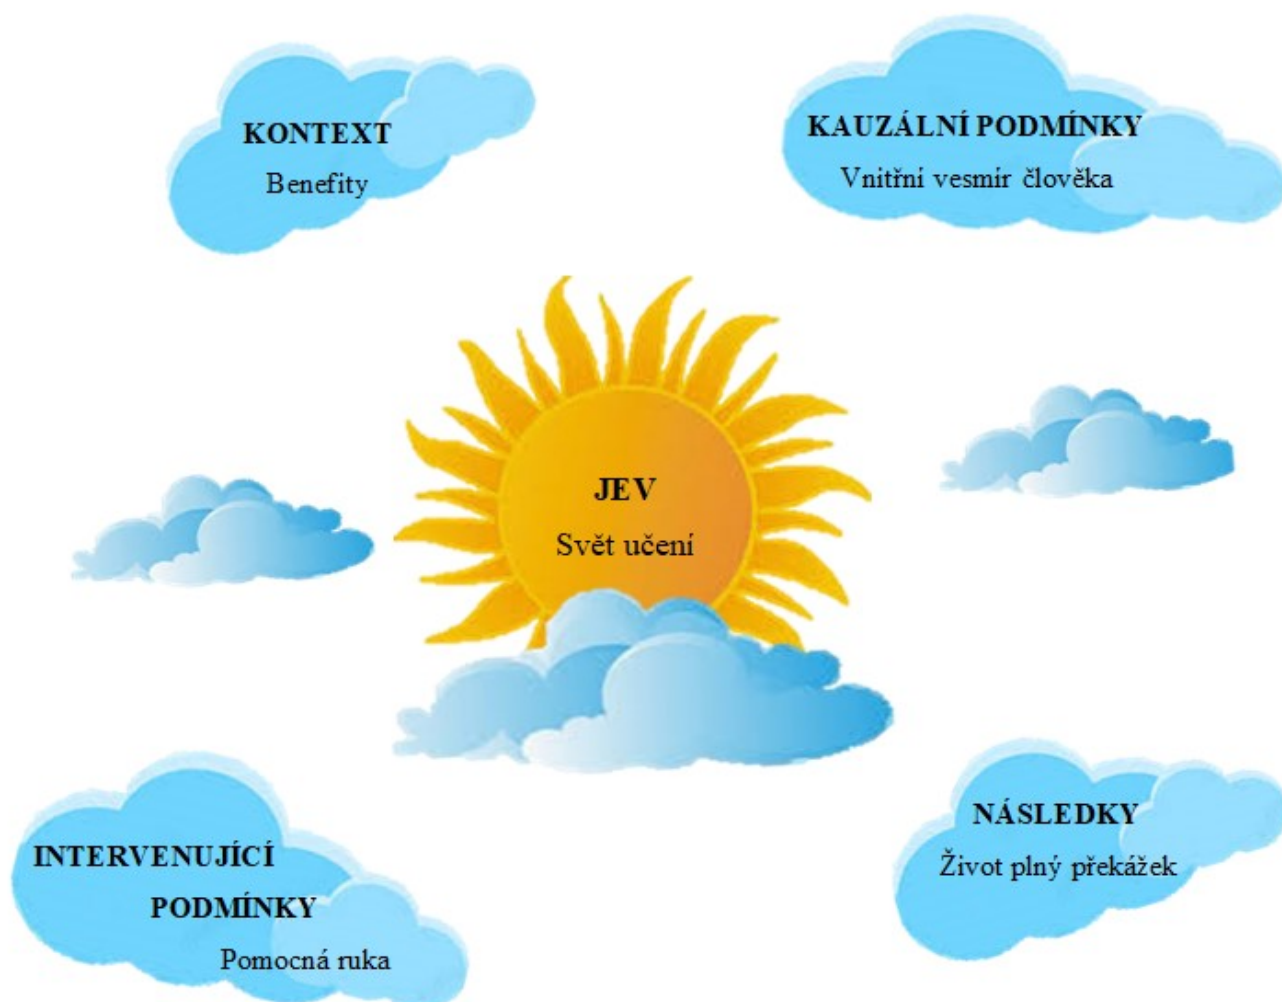 KONTEXT
Benefity
KAUZÁLNÍ PODMÍNKY
Vnitřní vesmír člověka
JEV
Svět učení
INTERVENUJÍCÍ
PODMÍNKY
Pomocná ruka
NÁSLEDKY
Život plný překážek